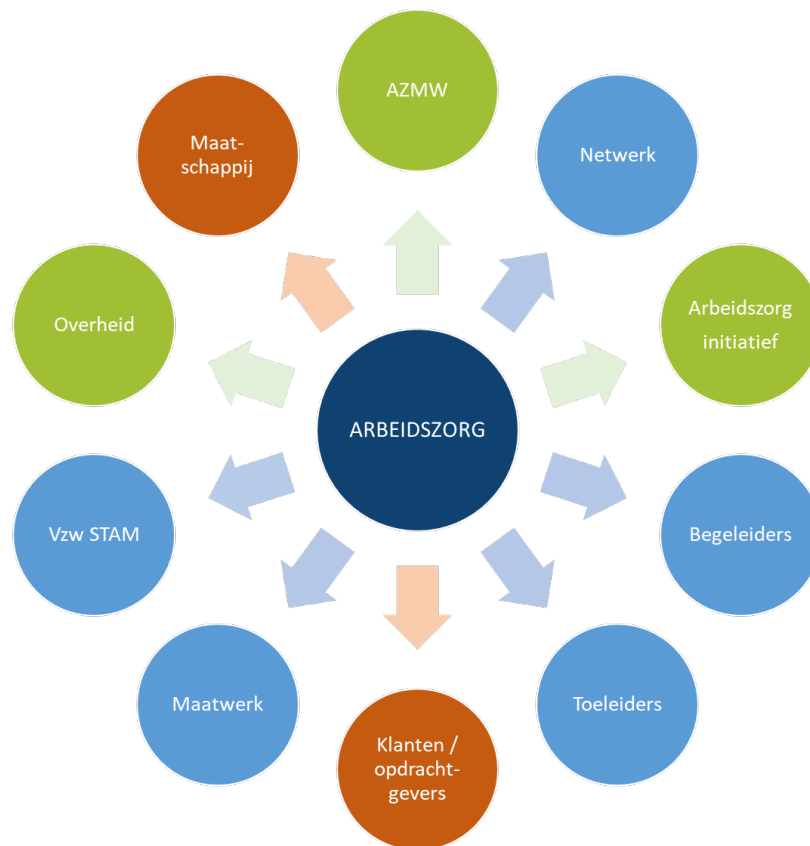 AZMW
Netwerk
Arbeidszorg
initiatief
Begeleiders
Toeleiders
Klanten /
opdracht-
gevers
Maatwerk
Vzw STAM
Overheid
Maat-
schappij
ARBEIDSZORG